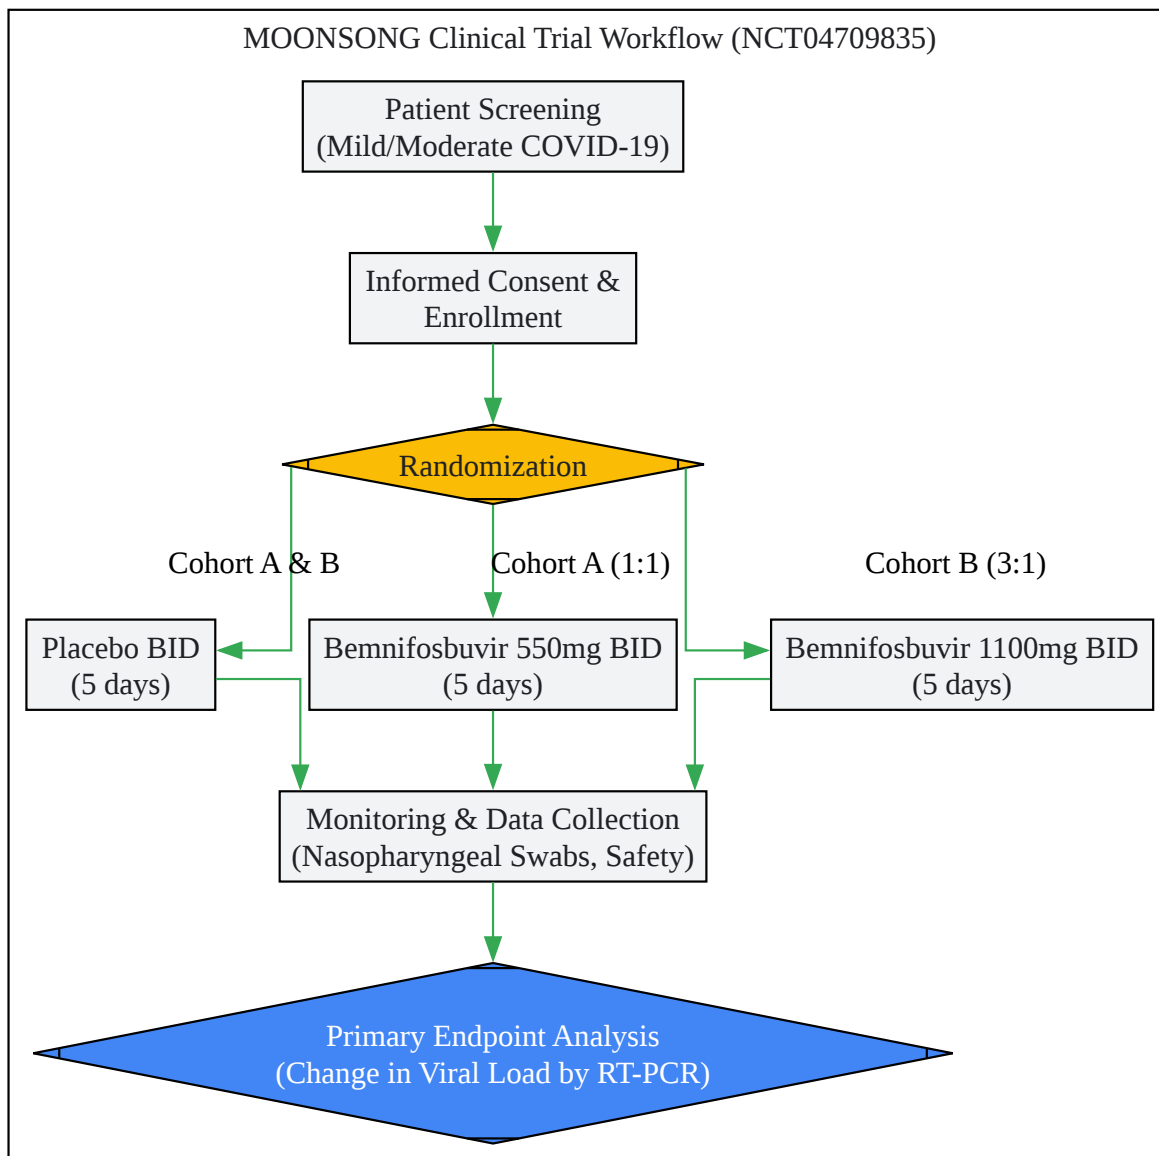 MOONSONG Clinical Trial Workflow (NCT04709835)
Patient Screening
(Mild/Moderate COVID-19)
Informed Consent &
Enrollment
Randomization
Cohort A & B
Cohort A (1:1)
Cohort B (3:1)
Placebo BID
(5 days)
Bemnifosbuvir 550mg BID
(5 days)
Bemnifosbuvir 1100mg BID
(5 days)
Monitoring & Data Collection
(Nasopharyngeal Swabs, Safety)
Primary Endpoint Analysis
(Change in Viral Load by RT-PCR)